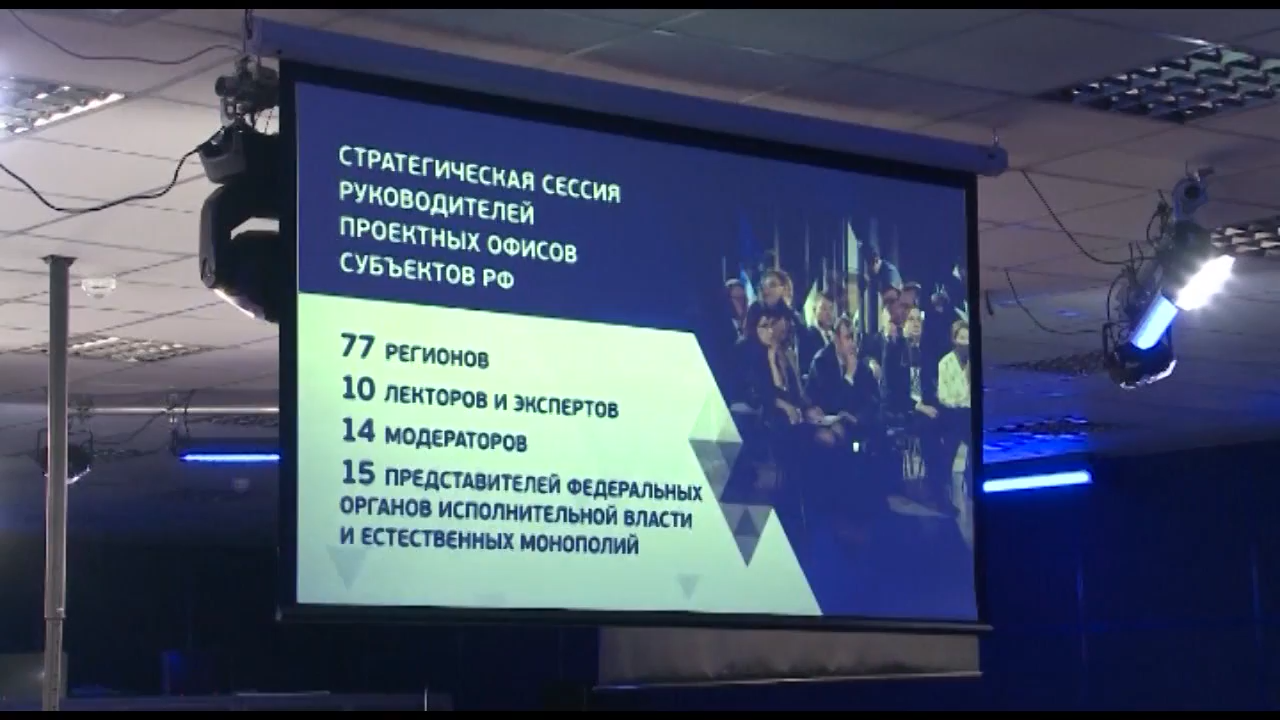 СТРАТЕГИЧЕСКАЯ СЕССИЯ
РУКОВОДИТЕЛЕЙ
ПРОЕКТНЫХ ОФИСОВ
СУБЪЕКТОВ РФ
77 РЕГИОНОВ
10 ЛЕКТОРОВ И ЭКСПЕРТОВ
14 МОДЕРАТОРОВ
15 ПРЕДСТАВИТЕЛЕЙ ФЕДЕРАЛЬНЫХ
ОРГАНОВ ИСПОЛНИТЕЛЬНОЙ ВЛАСТИ
И ЕСТЕСТВЕННЫХ МОНОПОЛИЙ